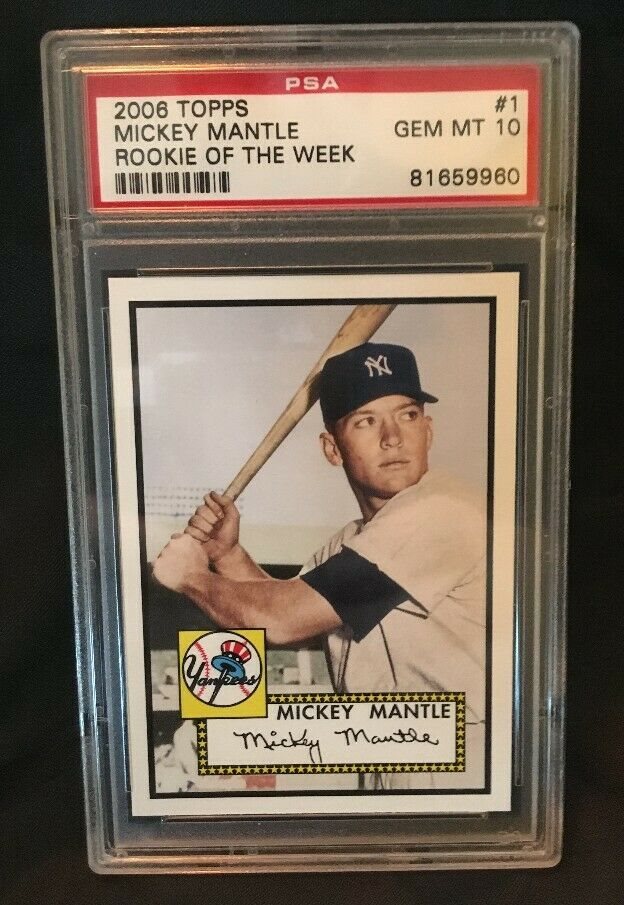 PSA
2006 TOPPS #1
MICKEY MANTLE GEM MT 10
ROOKIE OF THE WEEK
81659960
NY
Yankees
MICKEY MANTLE
Mickey Mantle